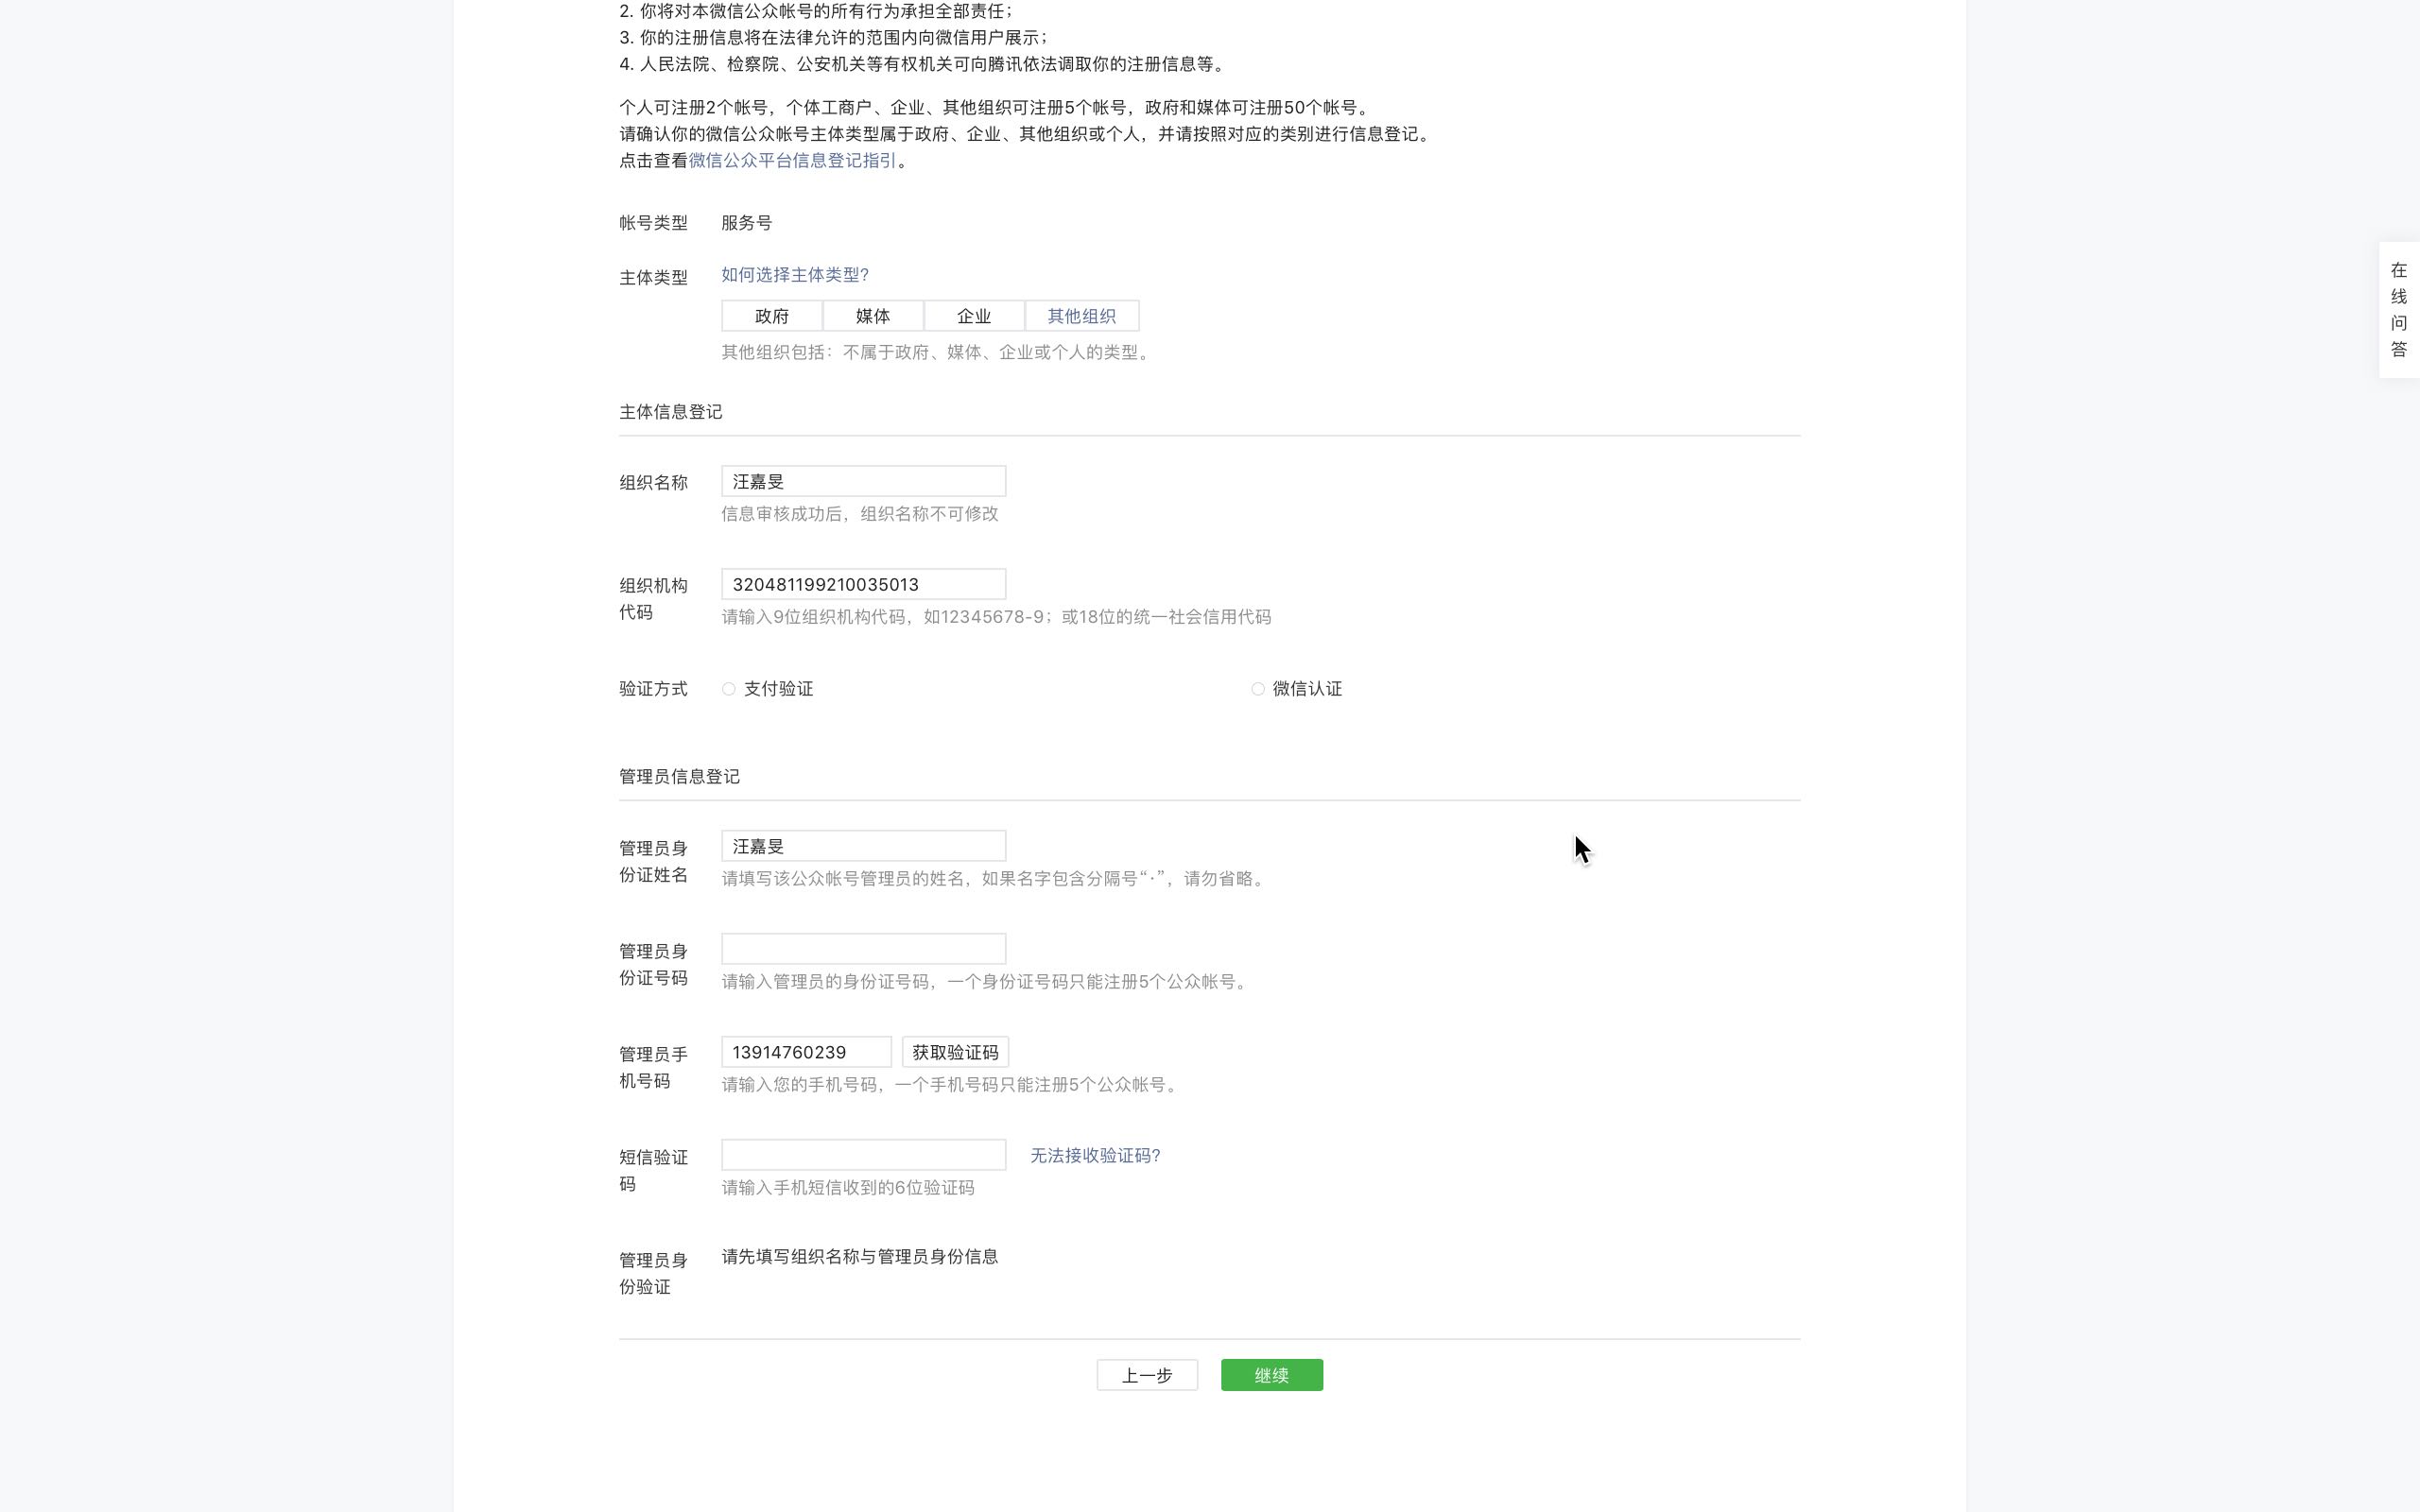 2. 你将对本微信公众帐号的所有行为承担全部责任；
3. 你的注册信息将在法律允许的范围内向微信用户展示；
4. 人民法院、检察院、公安机关等有权机关可向腾讯依法调取你的注册信息等。
个人可注册2个帐号，个体工商户、企业、其他组织可注册5个帐号，政府和媒体可注册50个帐号。
请确认你的微信公众帐号主体类型属于政府、企业、其他组织或个人，并请按照对应的类别进行信息登记。
点击查看微信公众平台信息登记指引。
帐号类型 服务号
主体类型 如何选择主体类型?
政府 媒体 企业 其他组织
其他组织包括：不属于政府、媒体、企业或个人的类型。
主体信息登记
组织名称 汪嘉旻
信息审核成功后，组织名称不可修改
组织机构
代码
320481199210035013
请输入9位组织机构代码，如12345678-9；或18位的统一社会信用代码
验证方式 支付验证 微信认证
管理员信息登记
管理员身
份证姓名
汪嘉旻
请填写该公众帐号管理员的姓名，如果名字包含分隔号“·”，请勿省略。
管理员身
份证号码
请输入管理员的身份证号码，一个身份证号码只能注册5个公众帐号。
管理员手
机号码
13914760239 获取验证码
请输入您的手机号码，一个手机号码只能注册5个公众帐号。
短信验证
码
无法接收验证码?
请输入手机短信收到的6位验证码
管理员身
份验证
请先填写组织名称与管理员身份信息
上一步 继续
在
线
问
答